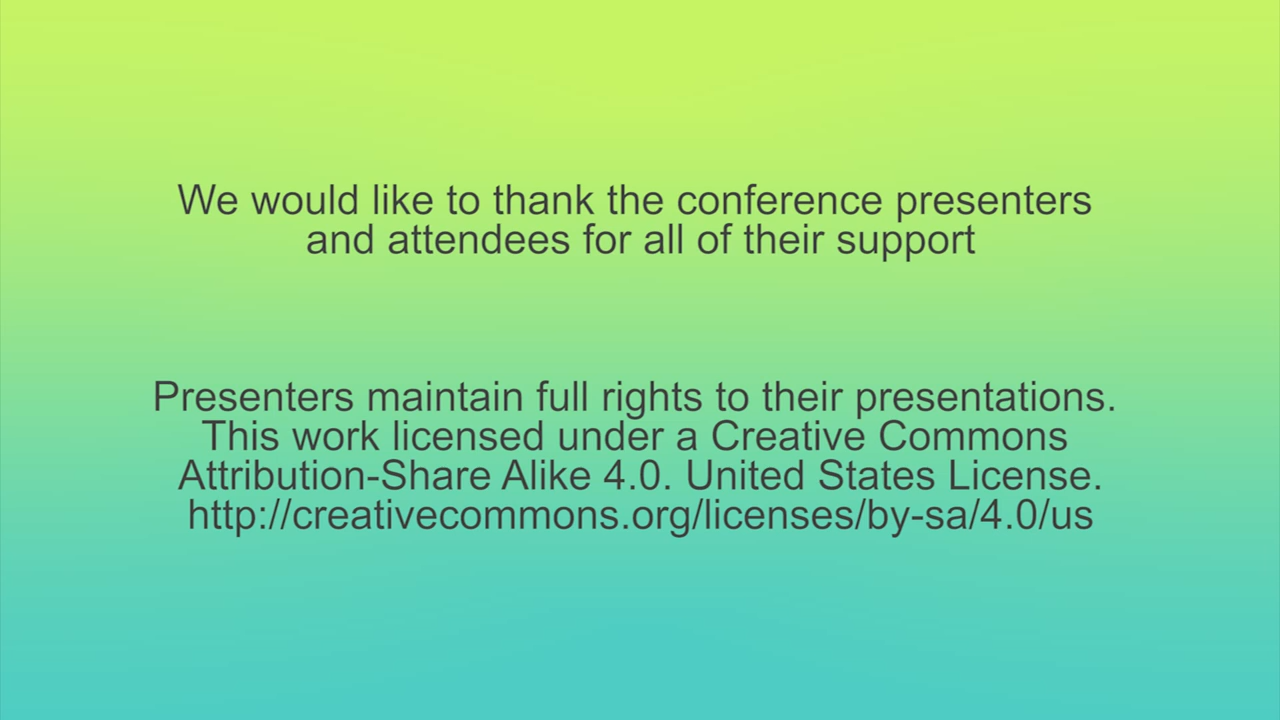 We would like to thank the conference presenters
and attendees for all of their support
Presenters maintain full rights to their presentations.
This work licensed under a Creative Commons
Attribution-Share Alike 4.0. United States License.
http://creativecommons.org/licenses/by-sa/4.0/us